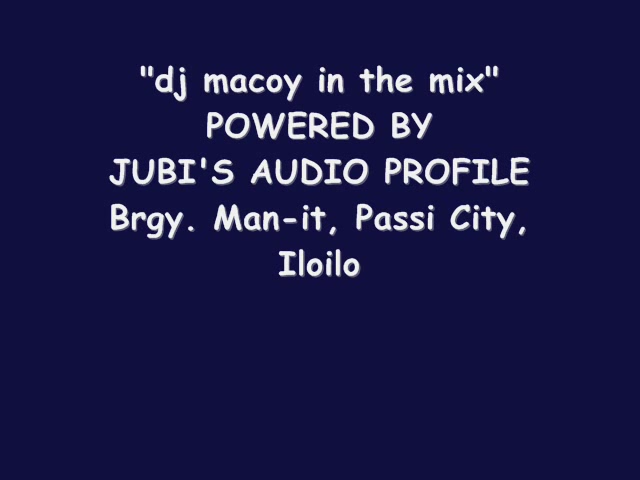 "dj macoy in the mix"
POWERED BY
JUBI'S AUDIO PROFILE
Brgy. Man-it, Passi City,
Iloilo